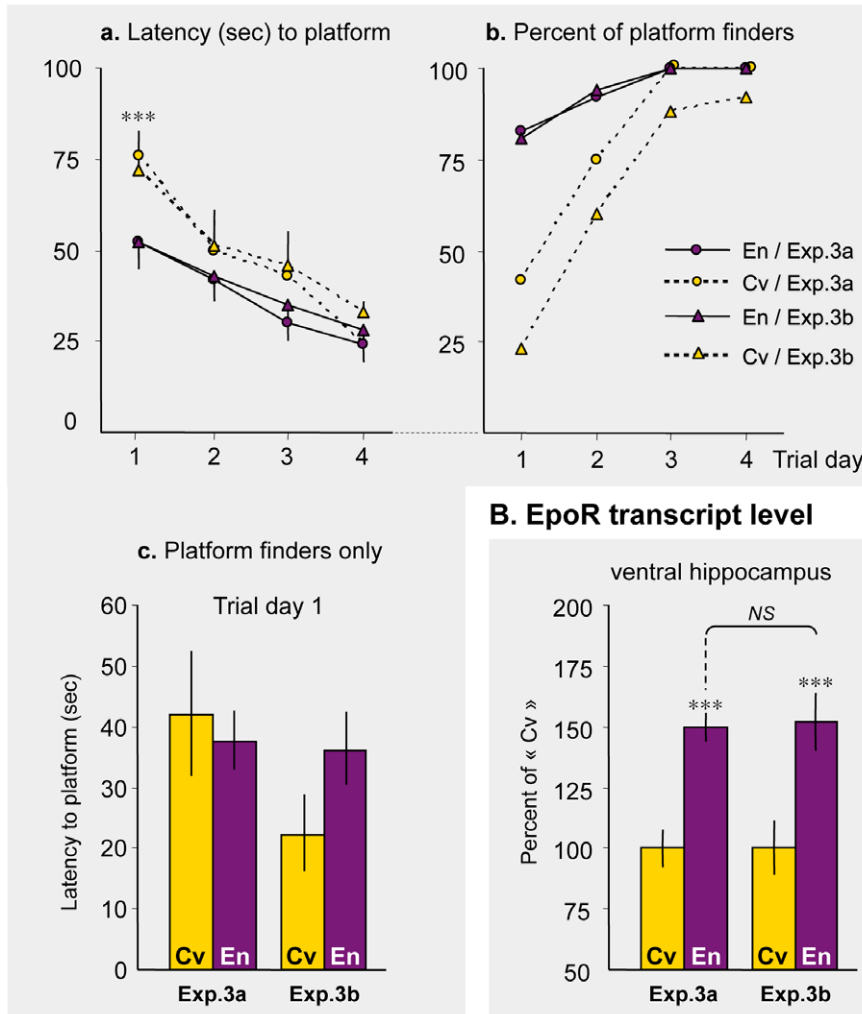 a. Latency (sec) to platform
100
75
50
25
0
***
1 2 3 4
b. Percent of platform finders
100
75
50
25
En / Exp.3a
Cv / Exp.3a
En / Exp.3b
Cv / Exp.3b
1 2 3 4 Trial day
c. Platform finders only
Trial day 1
Latency to platform (sec)
60
50
40
30
20
10
0
Cv En Cv En
Exp.3a Exp.3b
B. EpoR transcript level
ventral hippocampus
Percent of « Cv »
200
175
150
125
100
75
50
NS
*** ***
Cv En Cv En
Exp.3a Exp.3b